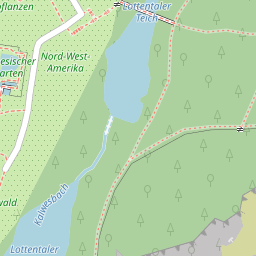 pflanzen
Lottentaler
Teich
Nord-West-
Amerika
esischer
arten
Kalwesbach
wald
Lottentaler